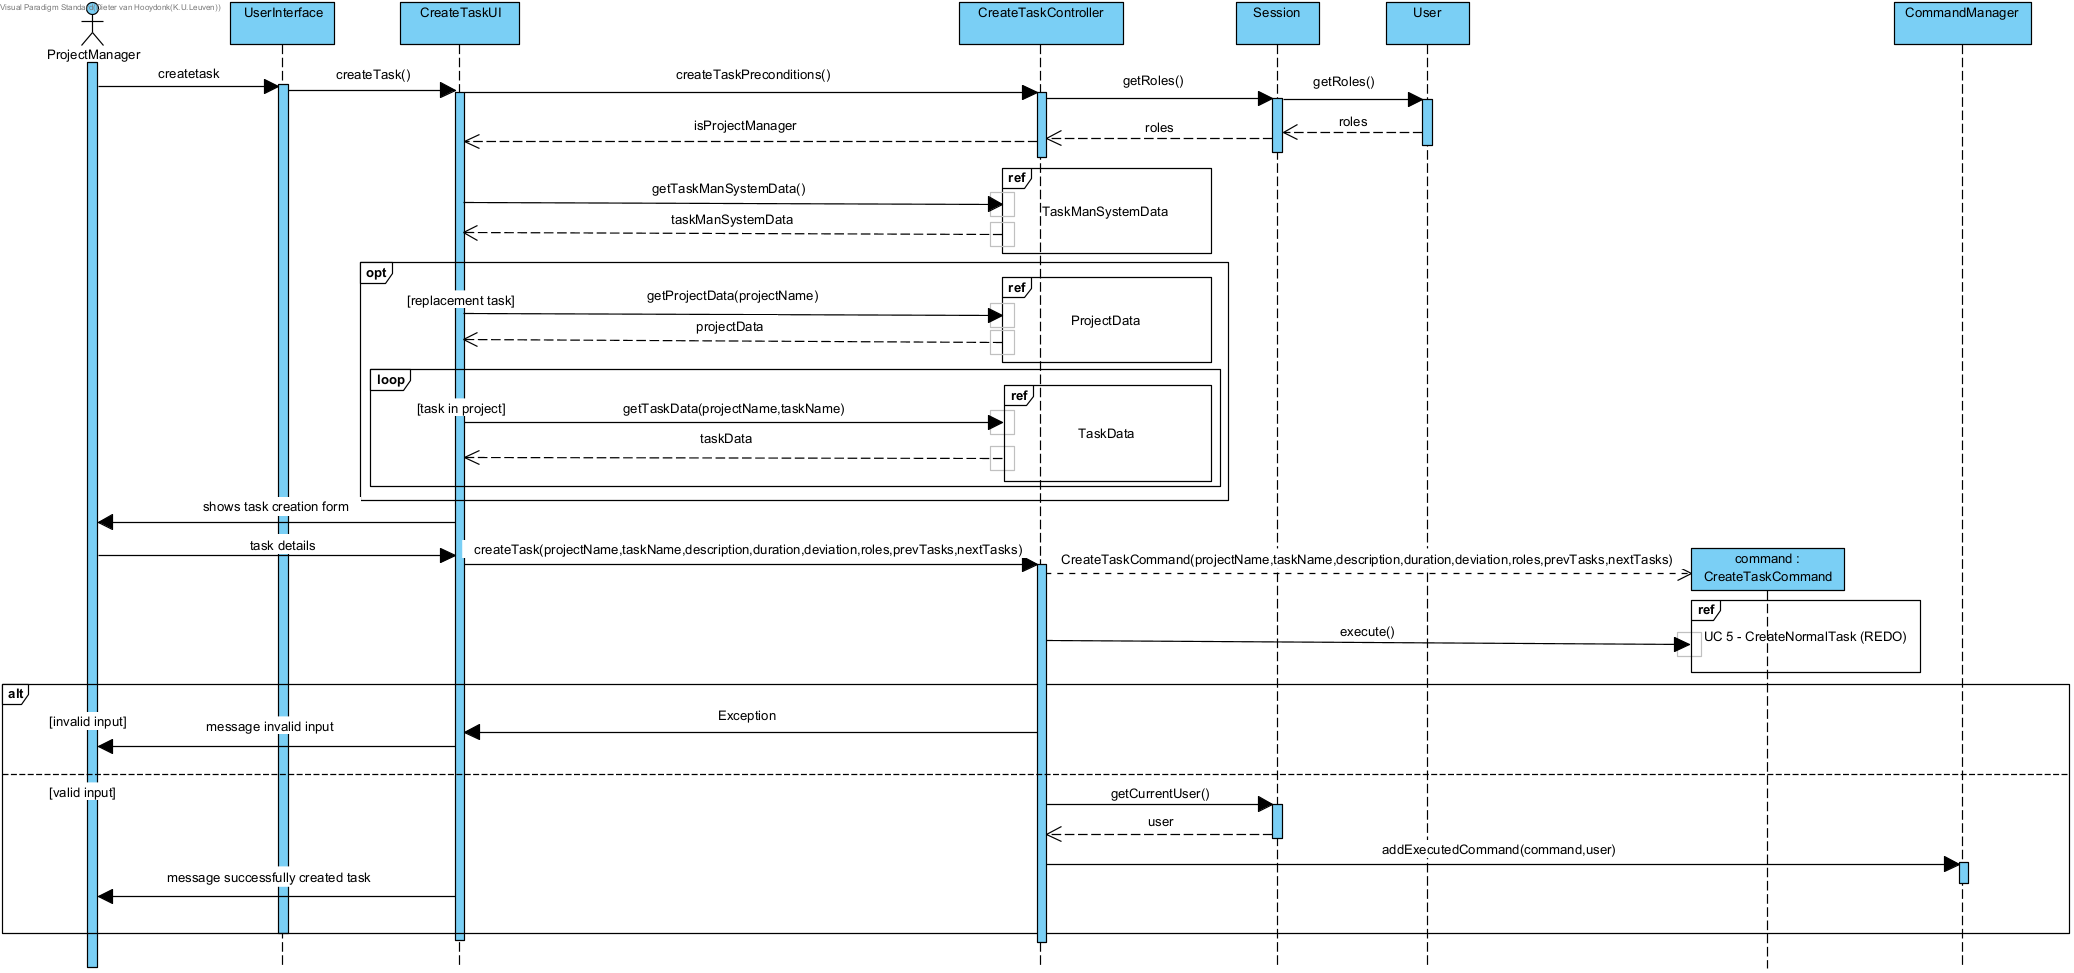 Visual Paradigm Standard(Dieter van Hooydonk(K.U.Leuven))
ProjectManager
UserInterface
CreateTaskUI
CreateTaskController
Session
User
CommandManager
createtask
createTask()
createTaskPreconditions()
getRoles()
getRoles()
isProjectManager
roles
roles
ref
getTaskManSystemData()
TaskManSystemData
taskManSystemData
opt
ref
[replacement task]
getProjectData(projectName)
ProjectData
projectData
loop
ref
[task in project]
getTaskData(projectName,taskName)
TaskData
taskData
shows task creation form
task details
createTask(projectName,taskName,description,duration,deviation,roles,prevTasks,nextTasks)
CreateTaskCommand(projectName,taskName,description,duration,deviation,roles,prevTasks,nextTasks)
command :
CreateTaskCommand
ref
execute()
UC 5 - CreateNormalTask (REDO)
alt
[invalid input]
message invalid input
Exception
[valid input]
getCurrentUser()
user
addExecutedCommand(command,user)
message successfully created task